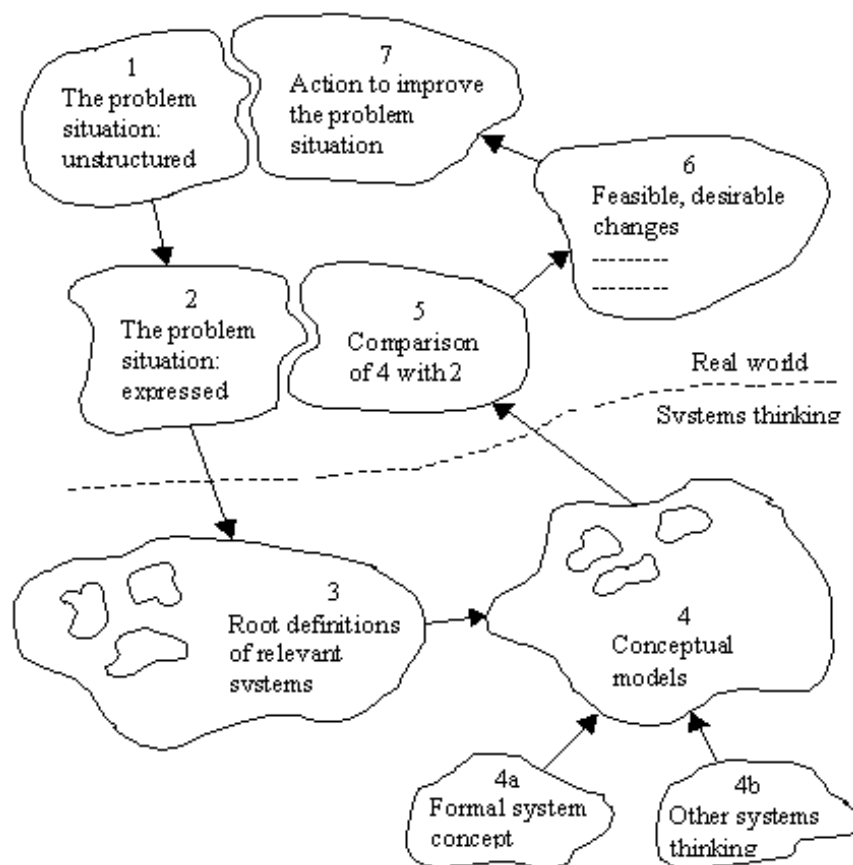 1
The problem
situation:
unstructured
7
Action to improve
the problem
situation
6
Feasible, desirable
changes
----------
----------
2
The problem
situation:
expressed
5
Comparison
of 4 with 2
Real world
Systems thinking
3
Root definitions
of relevant
systems
4
Conceptual
models
4a
Formal system
concept
4b
Other systems
thinking